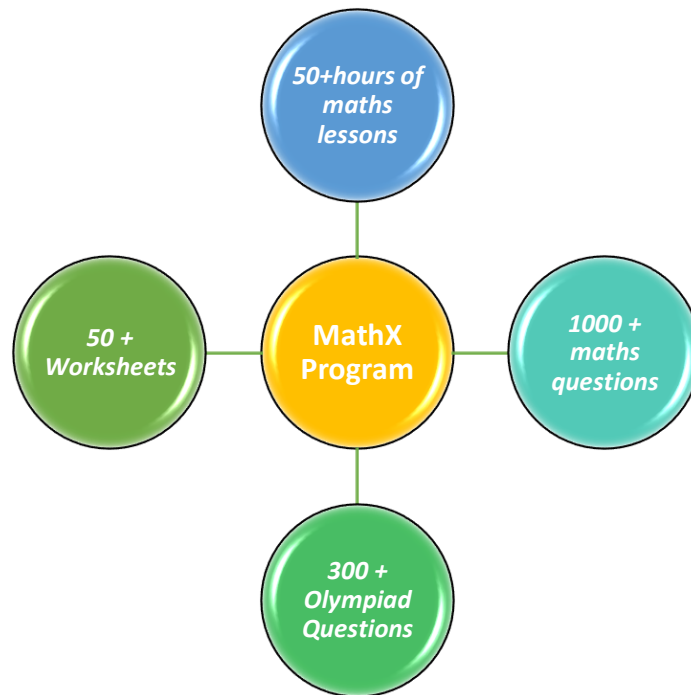 50+hours of
maths
lessons
50 +
Worksheets
MathX
Program
1000 +
maths
questions
300 +
Olympiad
Questions